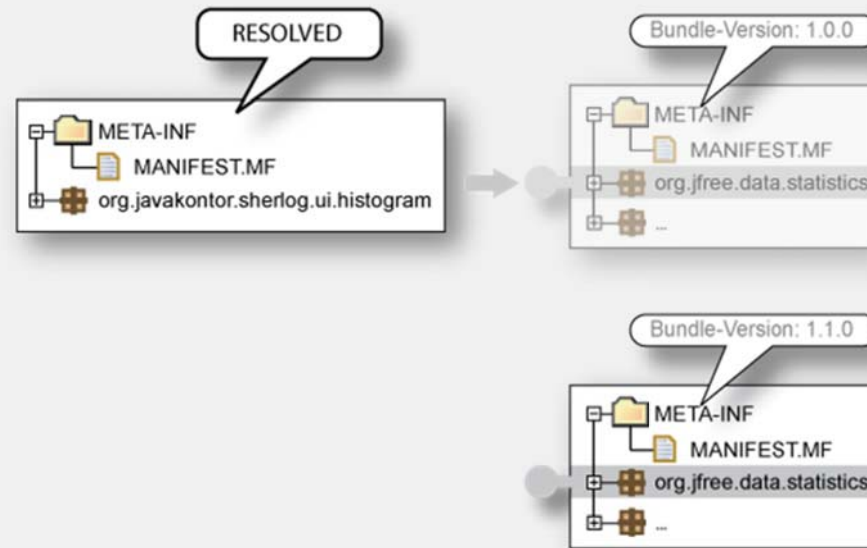 RESOLVED
META-INF
MANIFEST.MF
org.javakontor.sherlog.ui.histogram
Bundle-Version: 1.0.0
META-INF
MANIFEST.MF
org.jfree.data.statistics
...
Bundle-Version: 1.1.0
META-INF
MANIFEST.MF
org.jfree.data.statistics
...